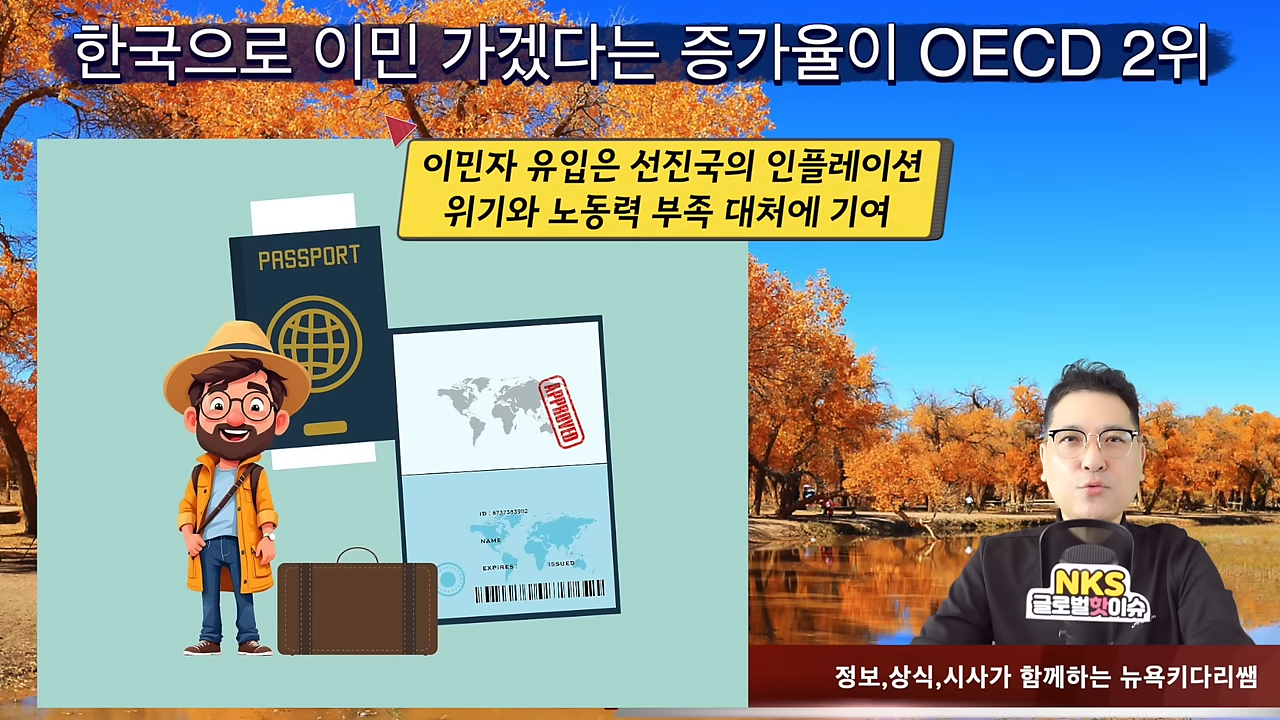 한국으로 이민 가겠다는 증가율이 OECD 2위
이민자 유입은 선진국의 인플레이션
위기와 노동력 부족 대처에 기여
PASSPORT
APPROVED
ID : 87373839112
NAME
EXPIRES: ISSUED:
NKS
글로벌핫이슈
정보,상식,시사가 함께하는 뉴욕키다리쌤